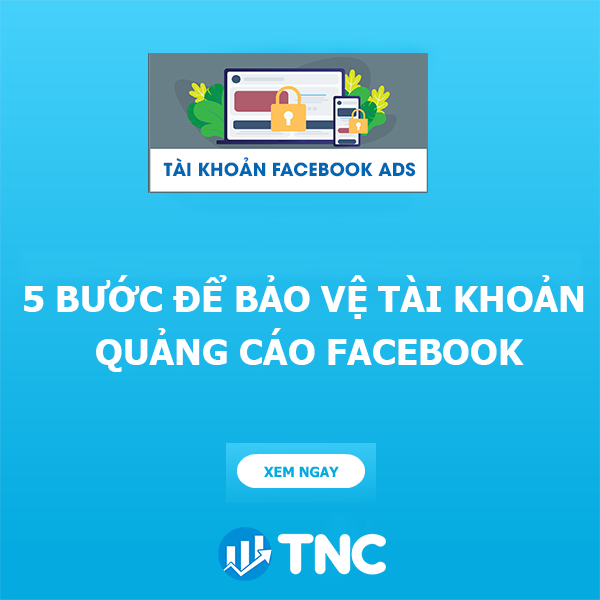 TÀI KHOẢN FACEBOOK ADS
5 BƯỚC ĐỂ BẢO VỆ TÀI KHOẢN
QUẢNG CÁO FACEBOOK
XEM NGAY
TNC